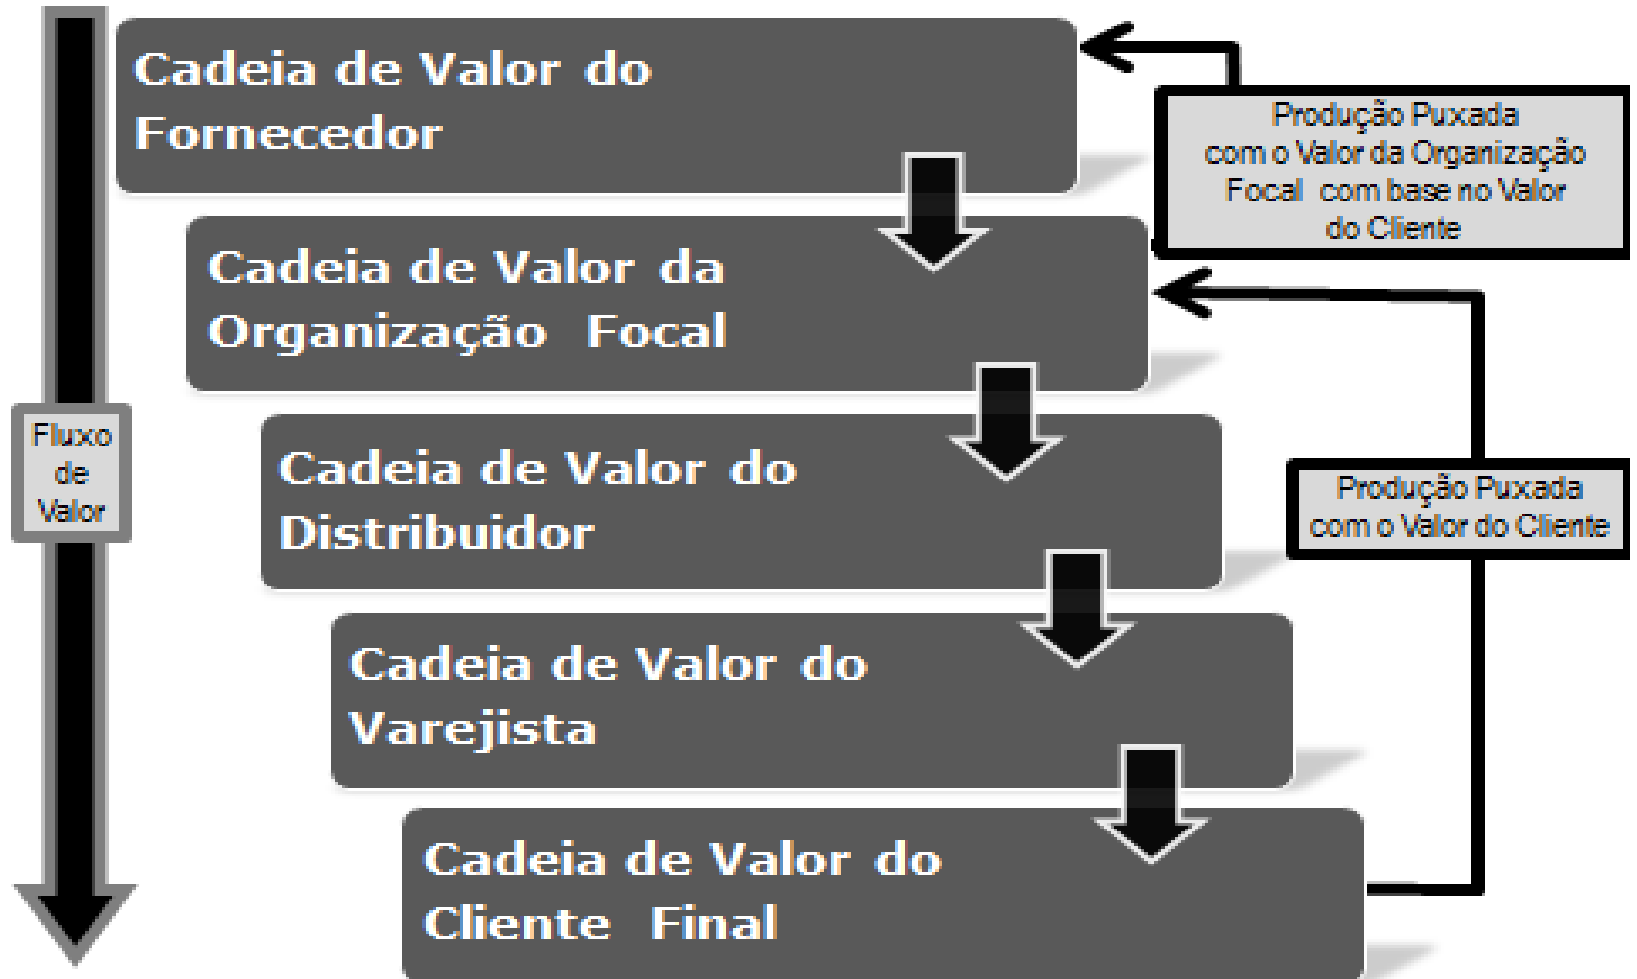 Cadeia de Valor do
Fornecedor
Produção Puxada
com o Valor da Organização
Focal com base no Valor
do Cliente
Cadeia de Valor da
Organização Focal
Fluxo
de
Valor
Cadeia de Valor do
Distribuidor
Produção Puxada
com o Valor do Cliente
Cadeia de Valor do
Varejista
Cadeia de Valor do
Cliente Final